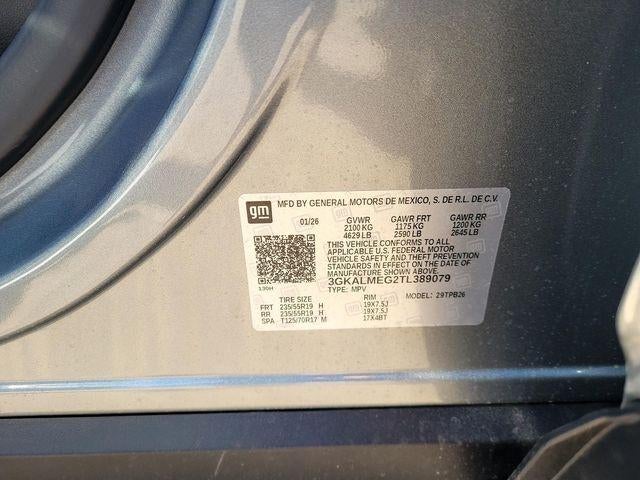 gm MFD BY GENERAL MOTORS DE MEXICO, S. DE R.L. DE C.V.
01/26 GVWR GAWR FRT GAWR RR
2100 KG 1175 KG 1200 KG
4629 LB 2590 LB 2645 LB
THIS VEHICLE CONFORMS TO ALL
APPLICABLE U.S. FEDERAL MOTOR
VEHICLE SAFETY AND THEFT PREVENTION
STANDARDS IN EFFECT ON THE DATE OF
MANUFACTURE SHOWN ABOVE.
3GKALMEG2TL389079
TYPE: MPV MODEL: 29TPB26
TIRE SIZE RIM
FRT 235/55R19 H 19X7.5J
RR 235/55R19 H 19X7.5J
SPA T125/70R17 M 17X4BT